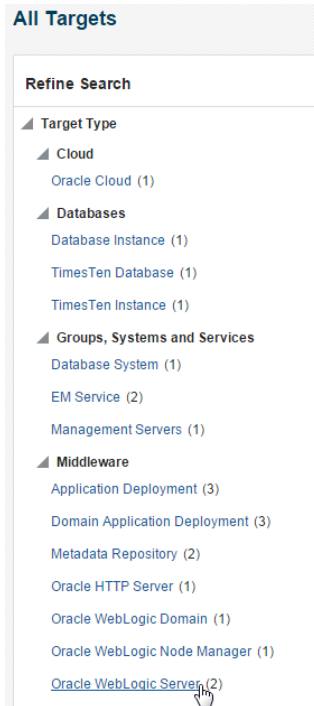 All Targets
Refine Search
Target Type
Cloud
Oracle Cloud (1)
Databases
Database Instance (1)
TimesTen Database (1)
TimesTen Instance (1)
Groups, Systems and Services
Database System (1)
EM Service (2)
Management Servers (1)
Middleware
Application Deployment (3)
Domain Application Deployment (3)
Metadata Repository (2)
Oracle HTTP Server (1)
Oracle WebLogic Domain (1)
Oracle WebLogic Node Manager (1)
Oracle WebLogic Server (2)